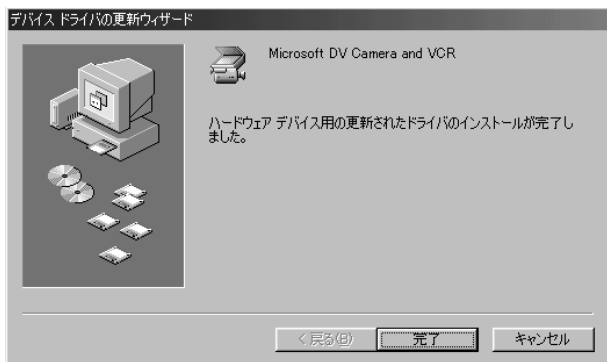 デバイス ドライバの更新ウィザード
Microsoft DV Camera and VCR
ハードウェア デバイス用の更新されたドライバのインストールが完了し
ました。
< 戻る(B)
完了
キャンセル